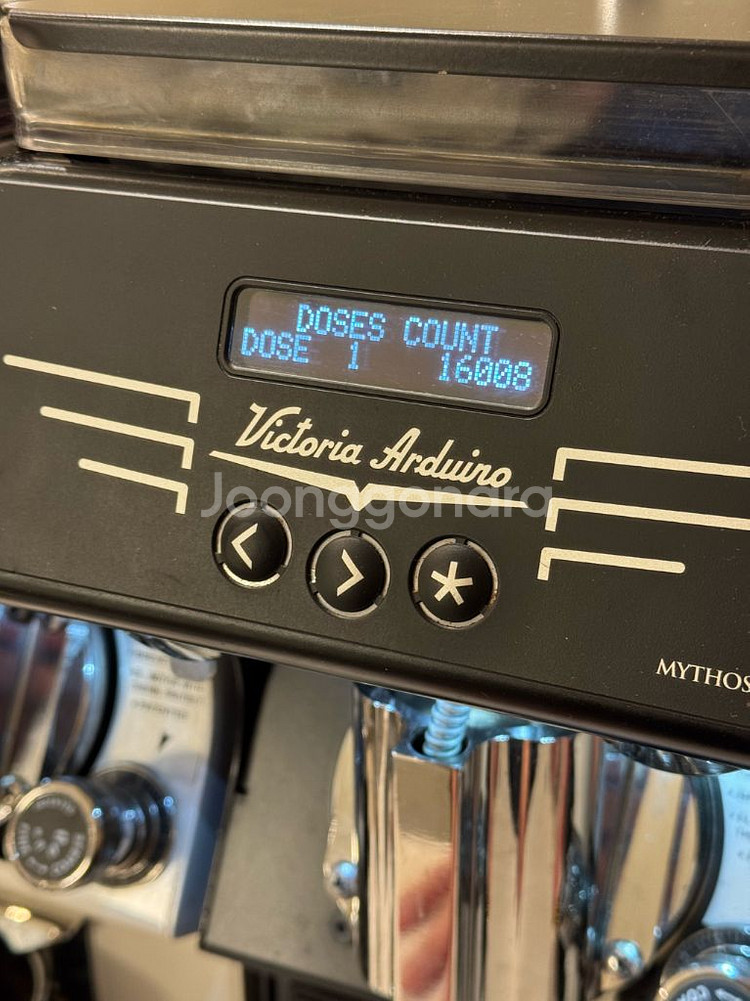 DOSES COUNT
DOSE 1 16008
Victoria Arduino
Joonggonara
< > *
MYTHOS